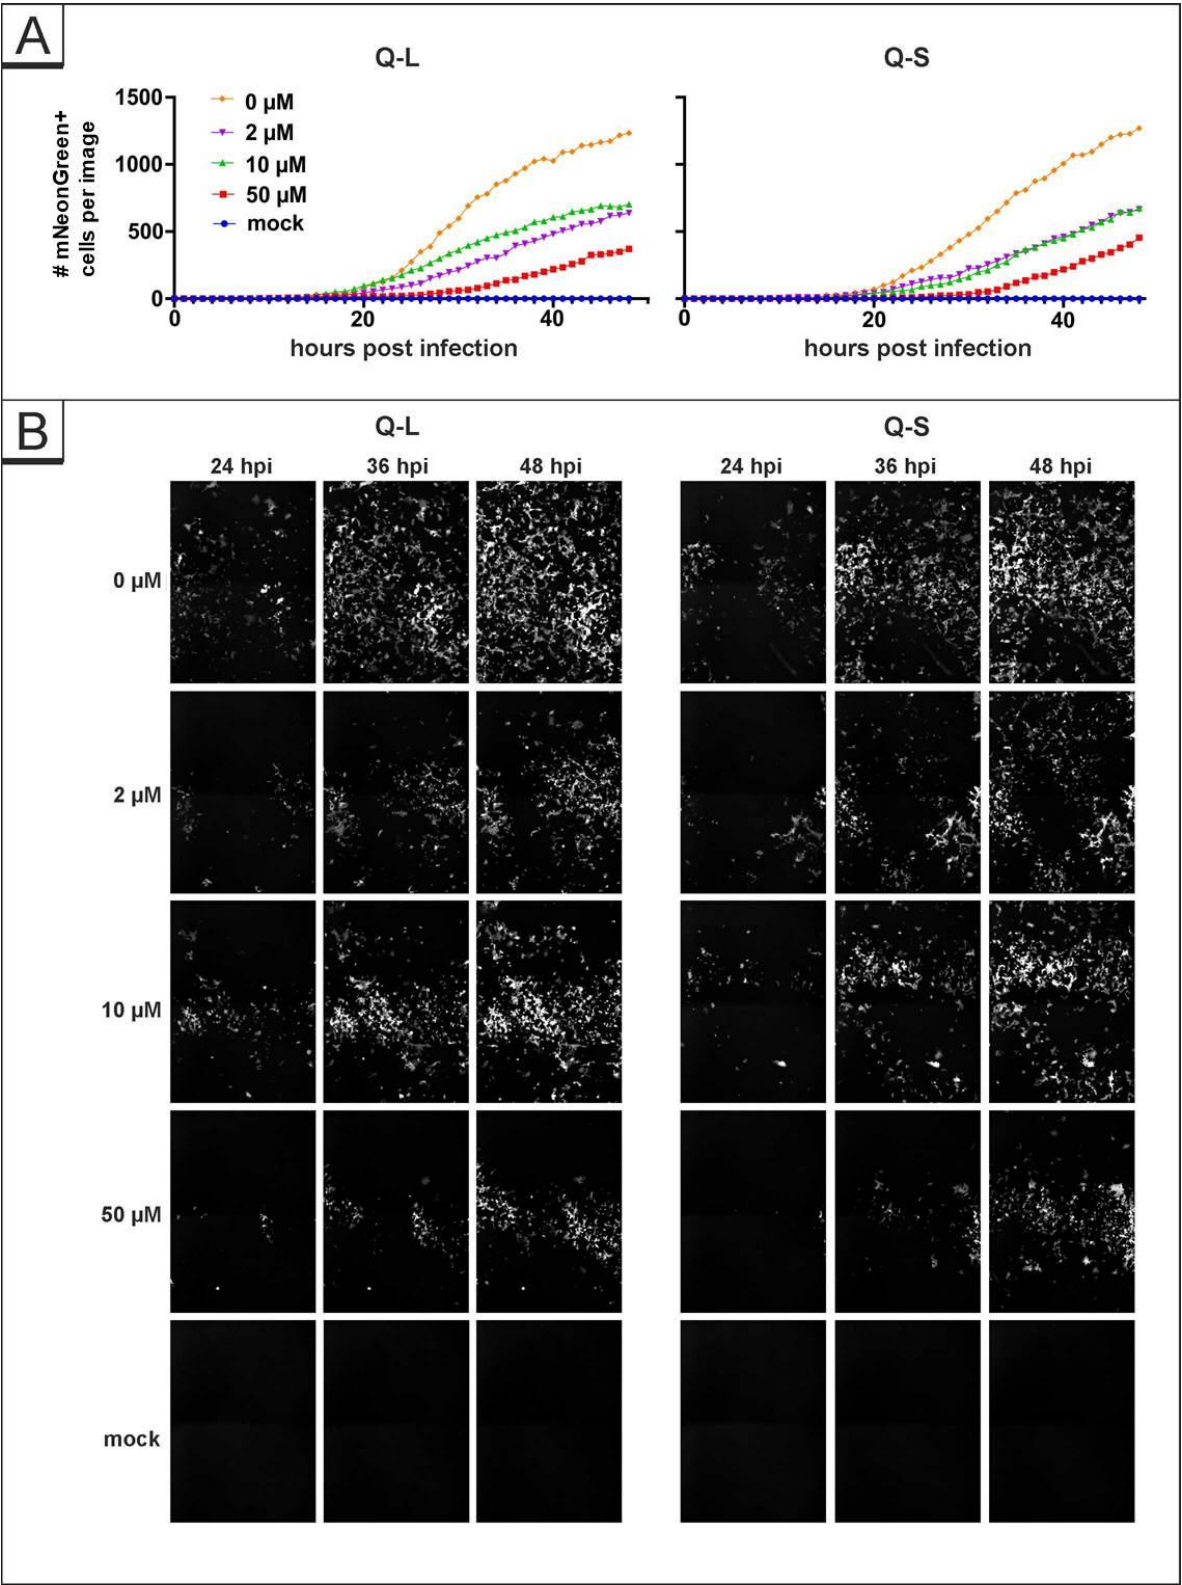 A
Q-L
Q-S
# mNeonGreen+
cells per image
1500
1000
500
0
0 µM
2 µM
10 µM
50 µM
mock
0
20
40
0
20
40
hours post infection
hours post infection
B
Q-L
Q-S
24 hpi
36 hpi
48 hpi
24 hpi
36 hpi
48 hpi
0 µM
2 µM
10 µM
50 µM
mock